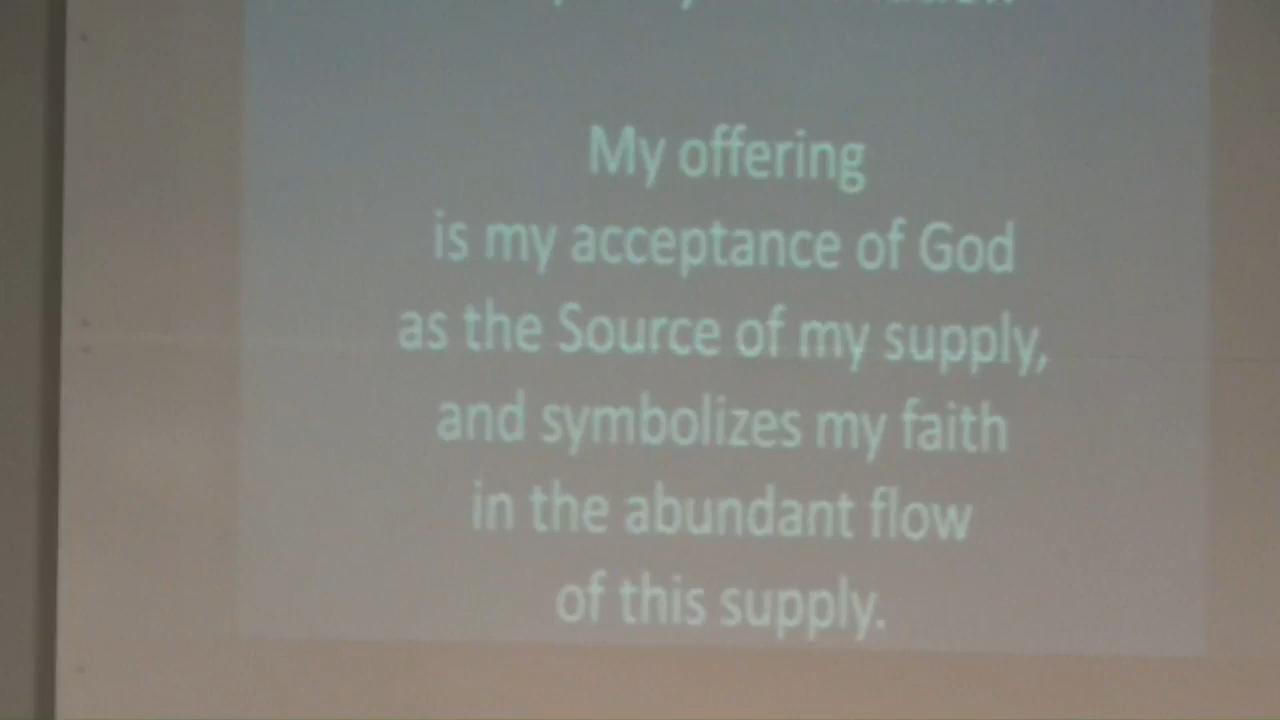 My offering
is my acceptance of God
as the Source of my supply,
and symbolizes my faith
in the abundant flow
of this supply.